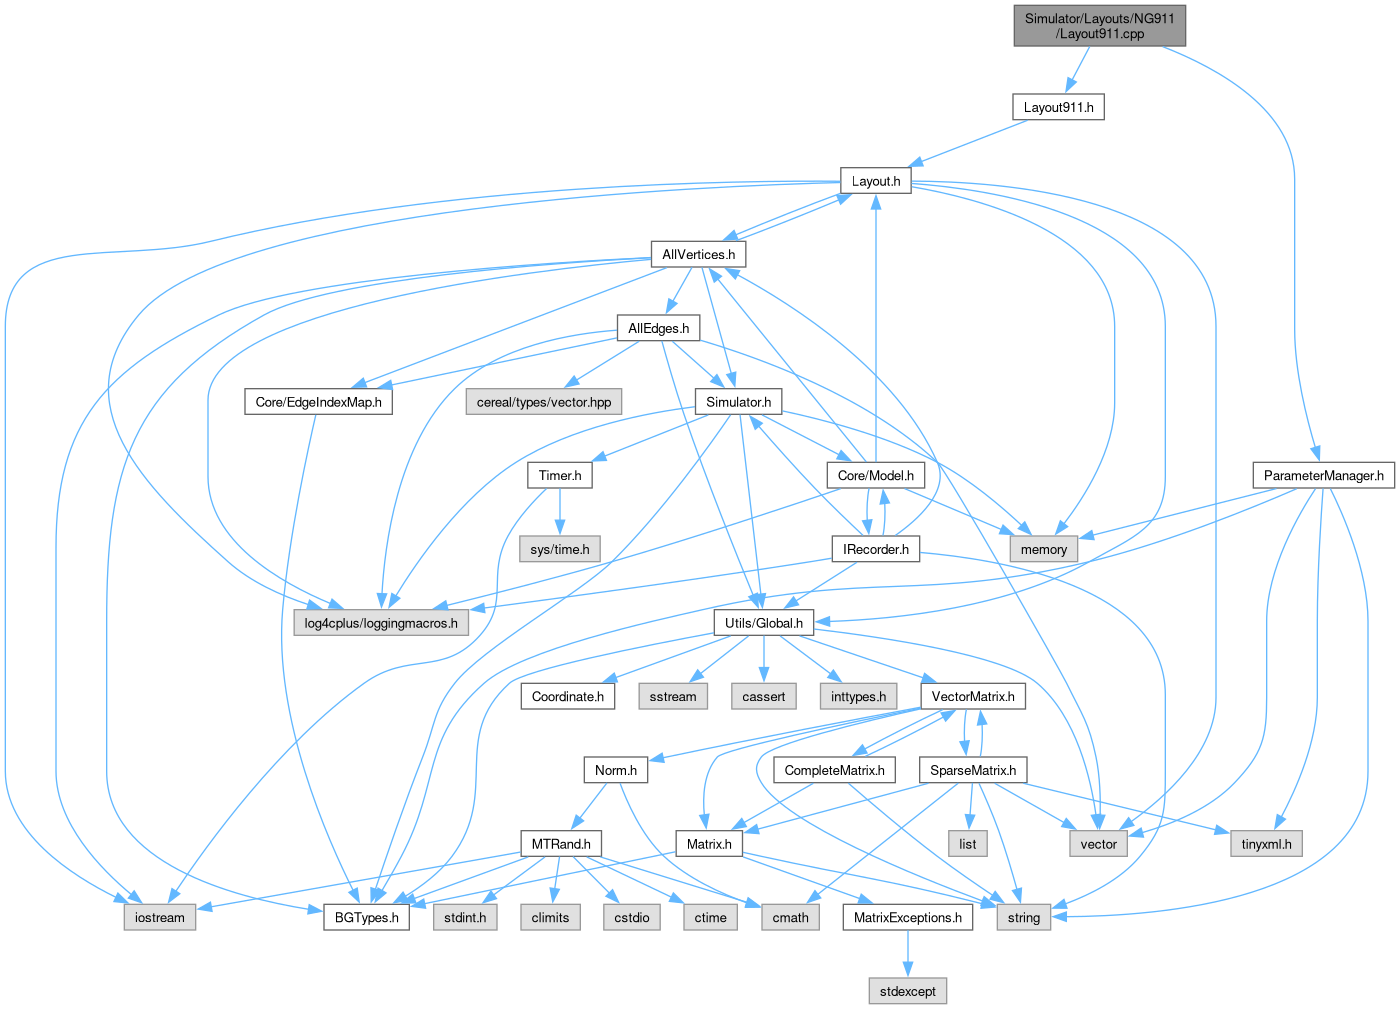 Simulator/Layouts/NG911
/Layout911.cpp
Layout911.h
Layout.h
AllVertices.h
AllEdges.h
Core/EdgeIndexMap.h
cereal/types/vector.hpp
Simulator.h
Timer.h
Core/Model.h
ParameterManager.h
sys/time.h
IRecorder.h
memory
log4cplus/loggingmacros.h
Utils/Global.h
Coordinate.h
sstream
cassert
inttypes.h
VectorMatrix.h
Norm.h
CompleteMatrix.h
SparseMatrix.h
MTRand.h
Matrix.h
list
vector
tinyxml.h
iostream
BGTypes.h
stdint.h
climits
cstdio
ctime
cmath
MatrixExceptions.h
string
stdexcept